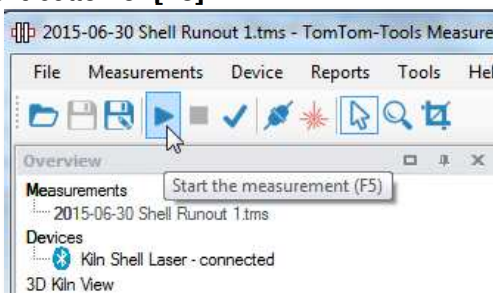 2015-06-30 Shell Runout 1.tms - TomTom-Tools Measure
File Measurements Device Reports Tools Hel
Overview
Start the measurement (F5)
Measurements
2015-06-30 Shell Runout 1.tms
Devices
Kiln Shell Laser - connected
3D Kiln View